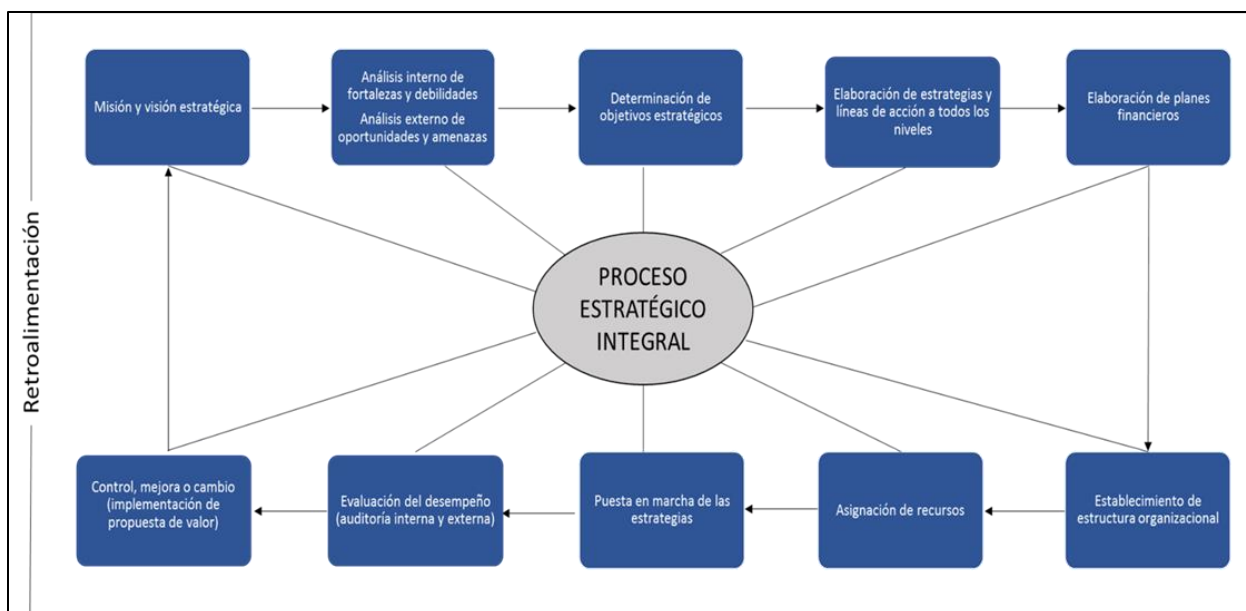 Misión y visión estratégica
Análisis interno de
fortalezas y debilidades
Análisis externo de
oportunidades y amenazas
Determinación de
objetivos estratégicos
Elaboración de estrategias y
líneas de acción a todos los
niveles
Elaboración de planes
financieros
Retroalimentación
PROCESO
ESTRATÉGICO
INTEGRAL
Control, mejora o cambio
(implementación de
propuesta de valor)
Evaluación del desempeño
(auditoría interna y externa)
Puesta en marcha de las
estrategias
Asignación de recursos
Establecimiento de
estructura organizacional